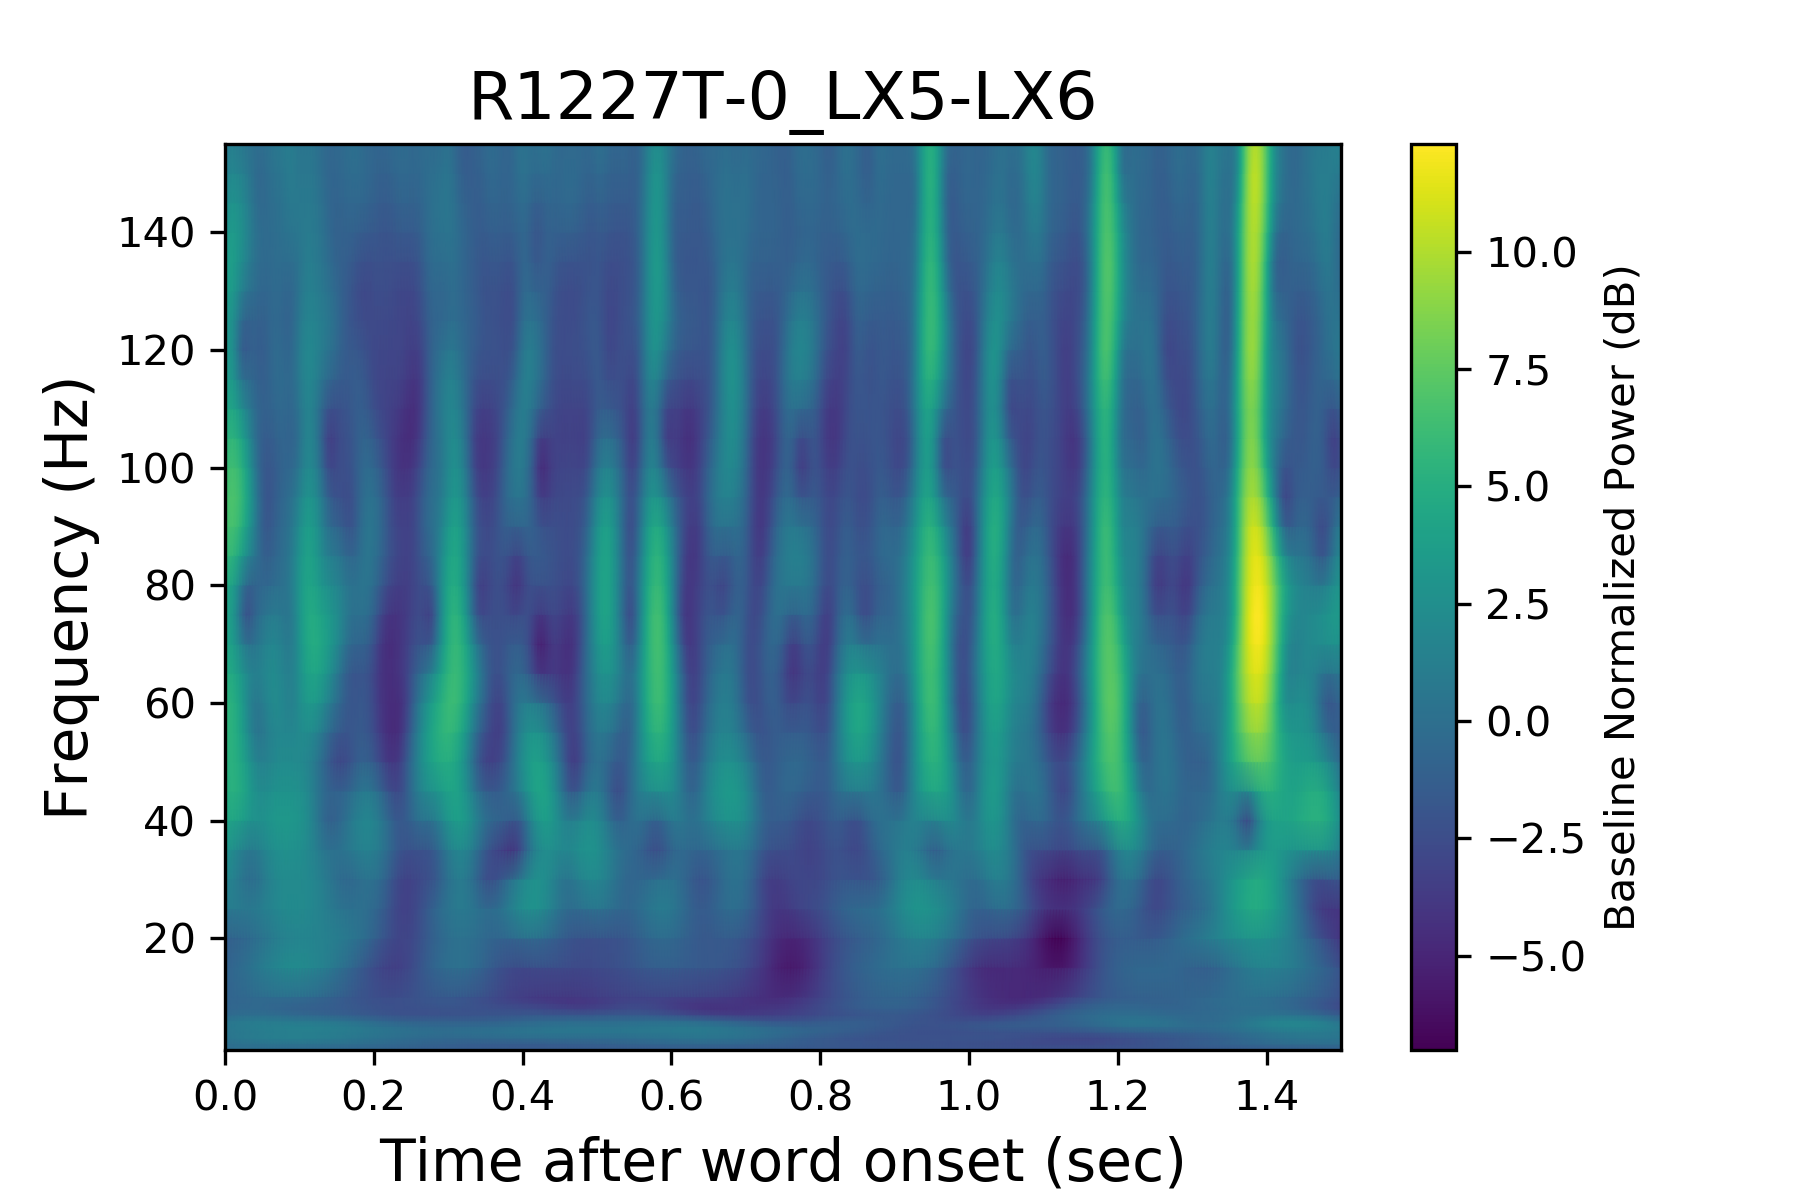 R1227T-0_LX5-LX6
Frequency (Hz)
140
120
100
80
60
40
20
0.0 0.2 0.4 0.6 0.8 1.0 1.2 1.4
Time after word onset (sec)
10.0
7.5
5.0
2.5
0.0
−2.5
−5.0
Baseline Normalized Power (dB)